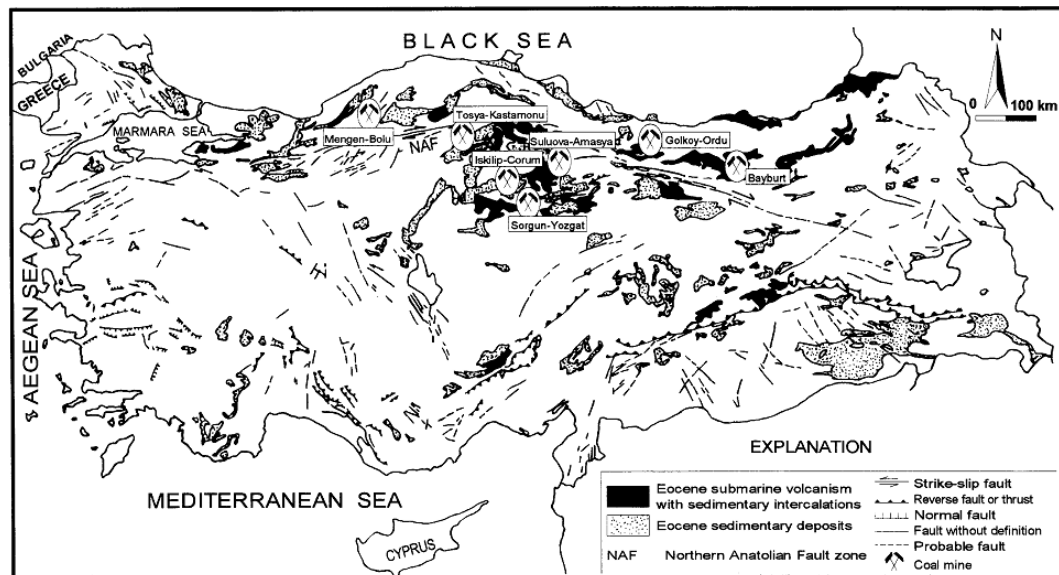 BLACK SEA
BULGARIA
GREECE
N
0 100 km
MARMARA SEA
Tosya-Kastamonu
Mengen-Bolu
NAF
Suluova-Amasya
Golkoy-Ordu
Iskilip-Corum
Bayburt
Sorgun-Yozgat
AEGEAN SEA
MEDITERRANEAN SEA
CYPRUS
EXPLANATION
Eocene submarine volcanism
with sedimentary intercalations
Eocene sedimentary deposits
NAF Northern Anatolian Fault zone
Strike-slip fault
Reverse fault or thrust
Normal fault
Fault without definition
Probable fault
Coal mine